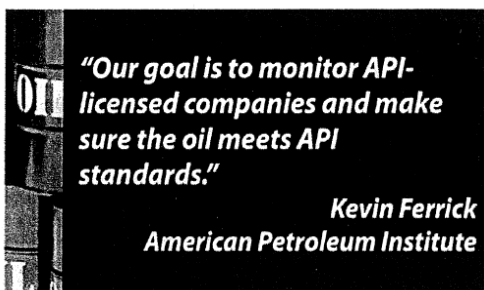 OIL
"Our goal is to monitor API-
licensed companies and make
sure the oil meets API
standards."
Kevin Ferrick
American Petroleum Institute
L